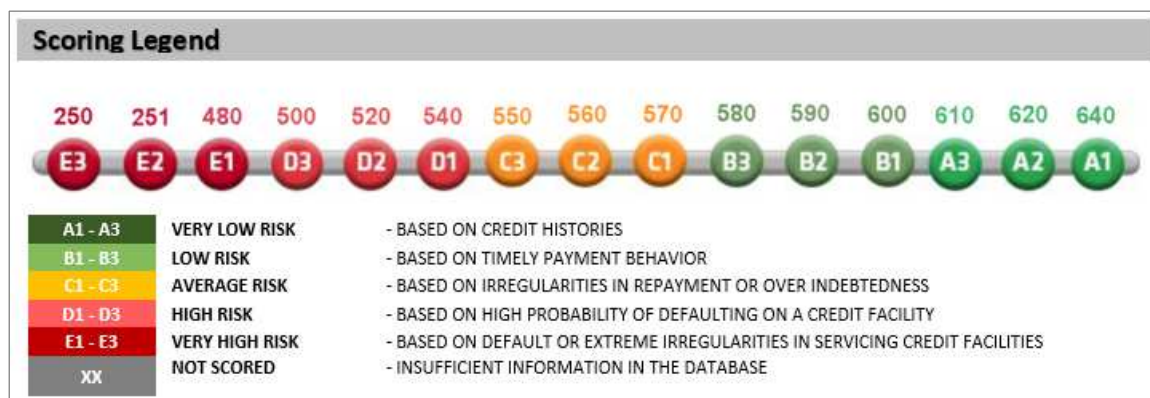 Scoring Legend
250 251 480 500 520 540 550 560 570 580 590 600 610 620 640
E3 E2 E1 D3 D2 D1 C3 C2 C1 B3 B2 B1 A3 A2 A1
A1 - A3 VERY LOW RISK - BASED ON CREDIT HISTORIES
B1 - B3 LOW RISK - BASED ON TIMELY PAYMENT BEHAVIOR
C1 - C3 AVERAGE RISK - BASED ON IRREGULARITIES IN REPAYMENT OR OVER INDEBTEDNESS
D1 - D3 HIGH RISK - BASED ON HIGH PROBABILITY OF DEFAULTING ON A CREDIT FACILITY
E1 - E3 VERY HIGH RISK - BASED ON DEFAULT OR EXTREME IRREGULARITIES IN SERVICING CREDIT FACILITIES
XX NOT SCORED - INSUFFICIENT INFORMATION IN THE DATABASE